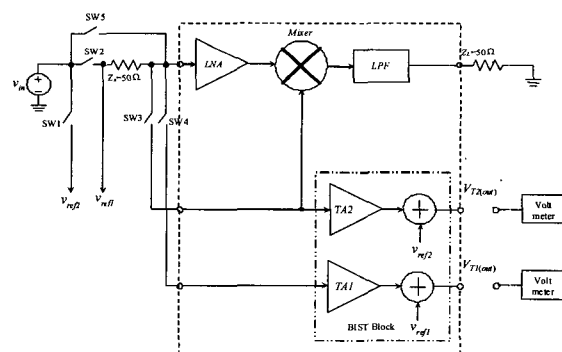 SW5
SW2
Zs=50Ω
vin
SW1
SW3
SW4
vref2
vref1
LNA
Mixer
LPF
ZL=50Ω
TA2
vref2
VT2(out)
Volt
meter
TA1
vref1
VT1(out)
Volt
meter
BIST Block